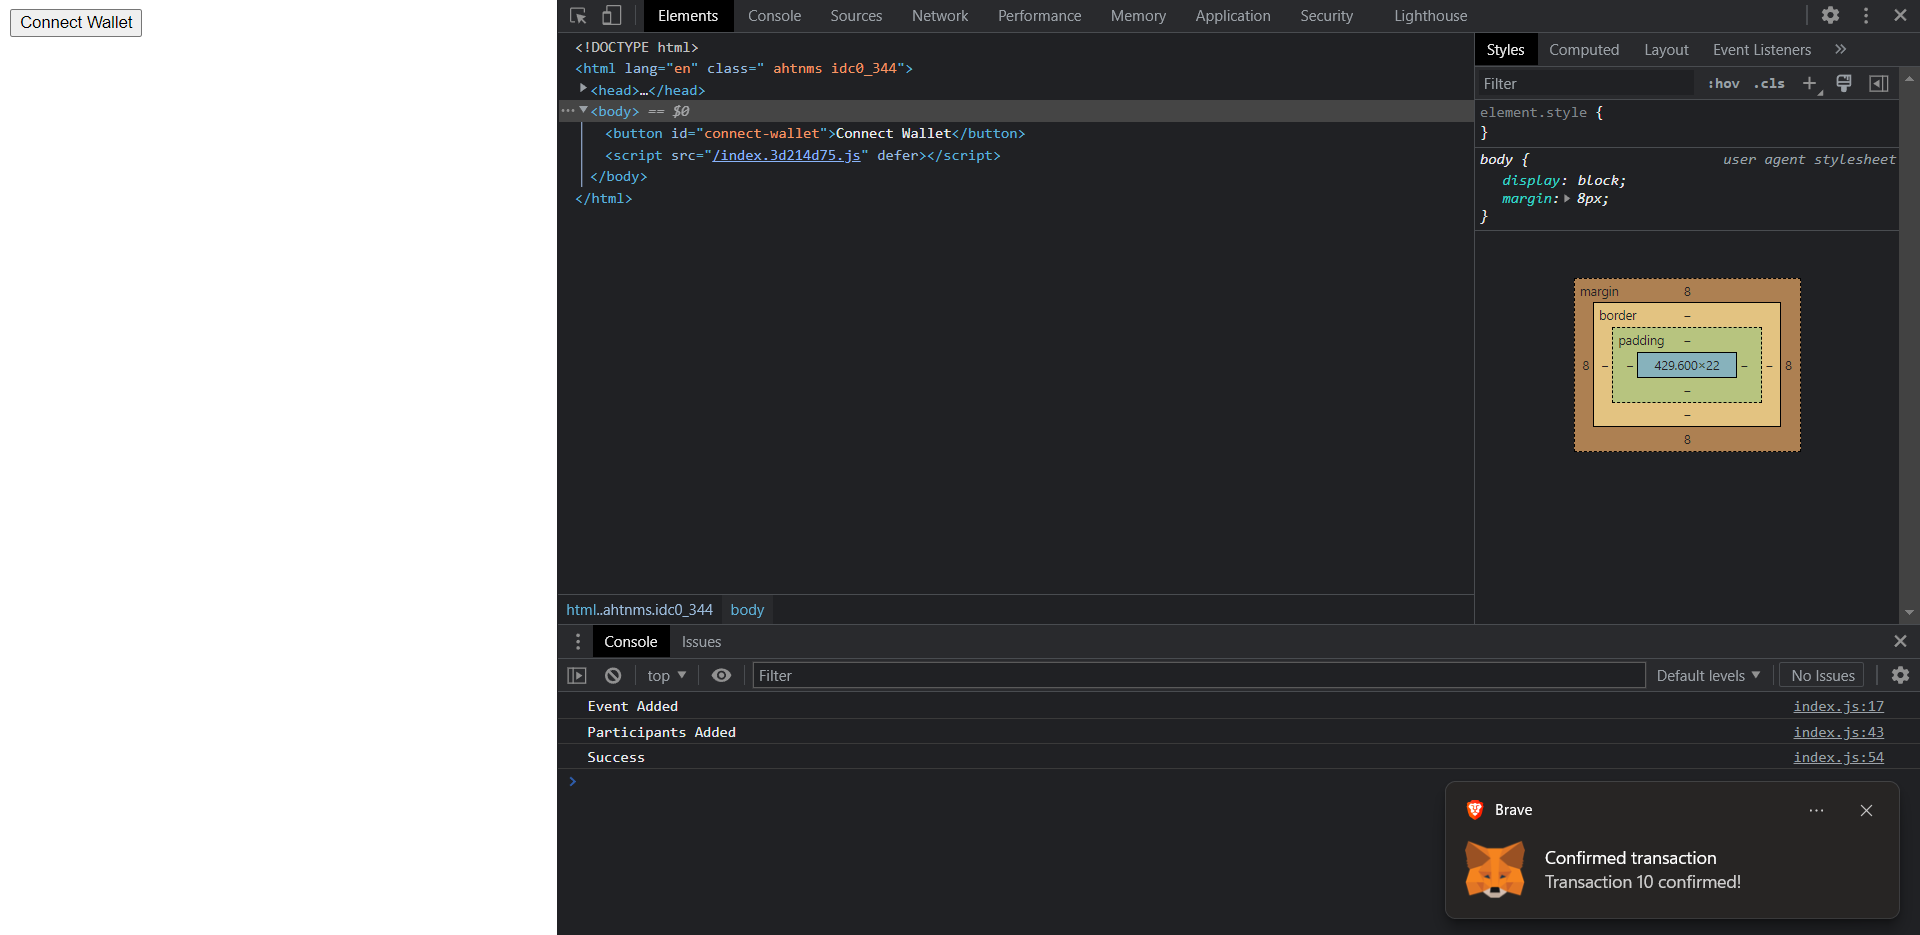 Connect Wallet
Elements Console Sources Network Performance Memory Application Security Lighthouse
<!DOCTYPE html>
<html lang="en" class=" ahtnms idc0_344">
<head>…</head>
<body> == $0
<button id="connect-wallet">Connect Wallet</button>
<script src="/index.3d214d75.js" defer></script>
</body>
</html>
html..ahtnms.idc0_344 body
Styles Computed Layout Event Listeners
Filter :hov .cls
element.style {
}
body { user agent stylesheet
display: block;
margin: 8px;
}
margin 8
border –
padding –
8 – – 429.600×22 – – 8
–
–
8
Console Issues
top Filter Default levels No Issues
Event Added index.js:17
Participants Added index.js:43
Success index.js:54
Brave
Confirmed transaction
Transaction 10 confirmed!